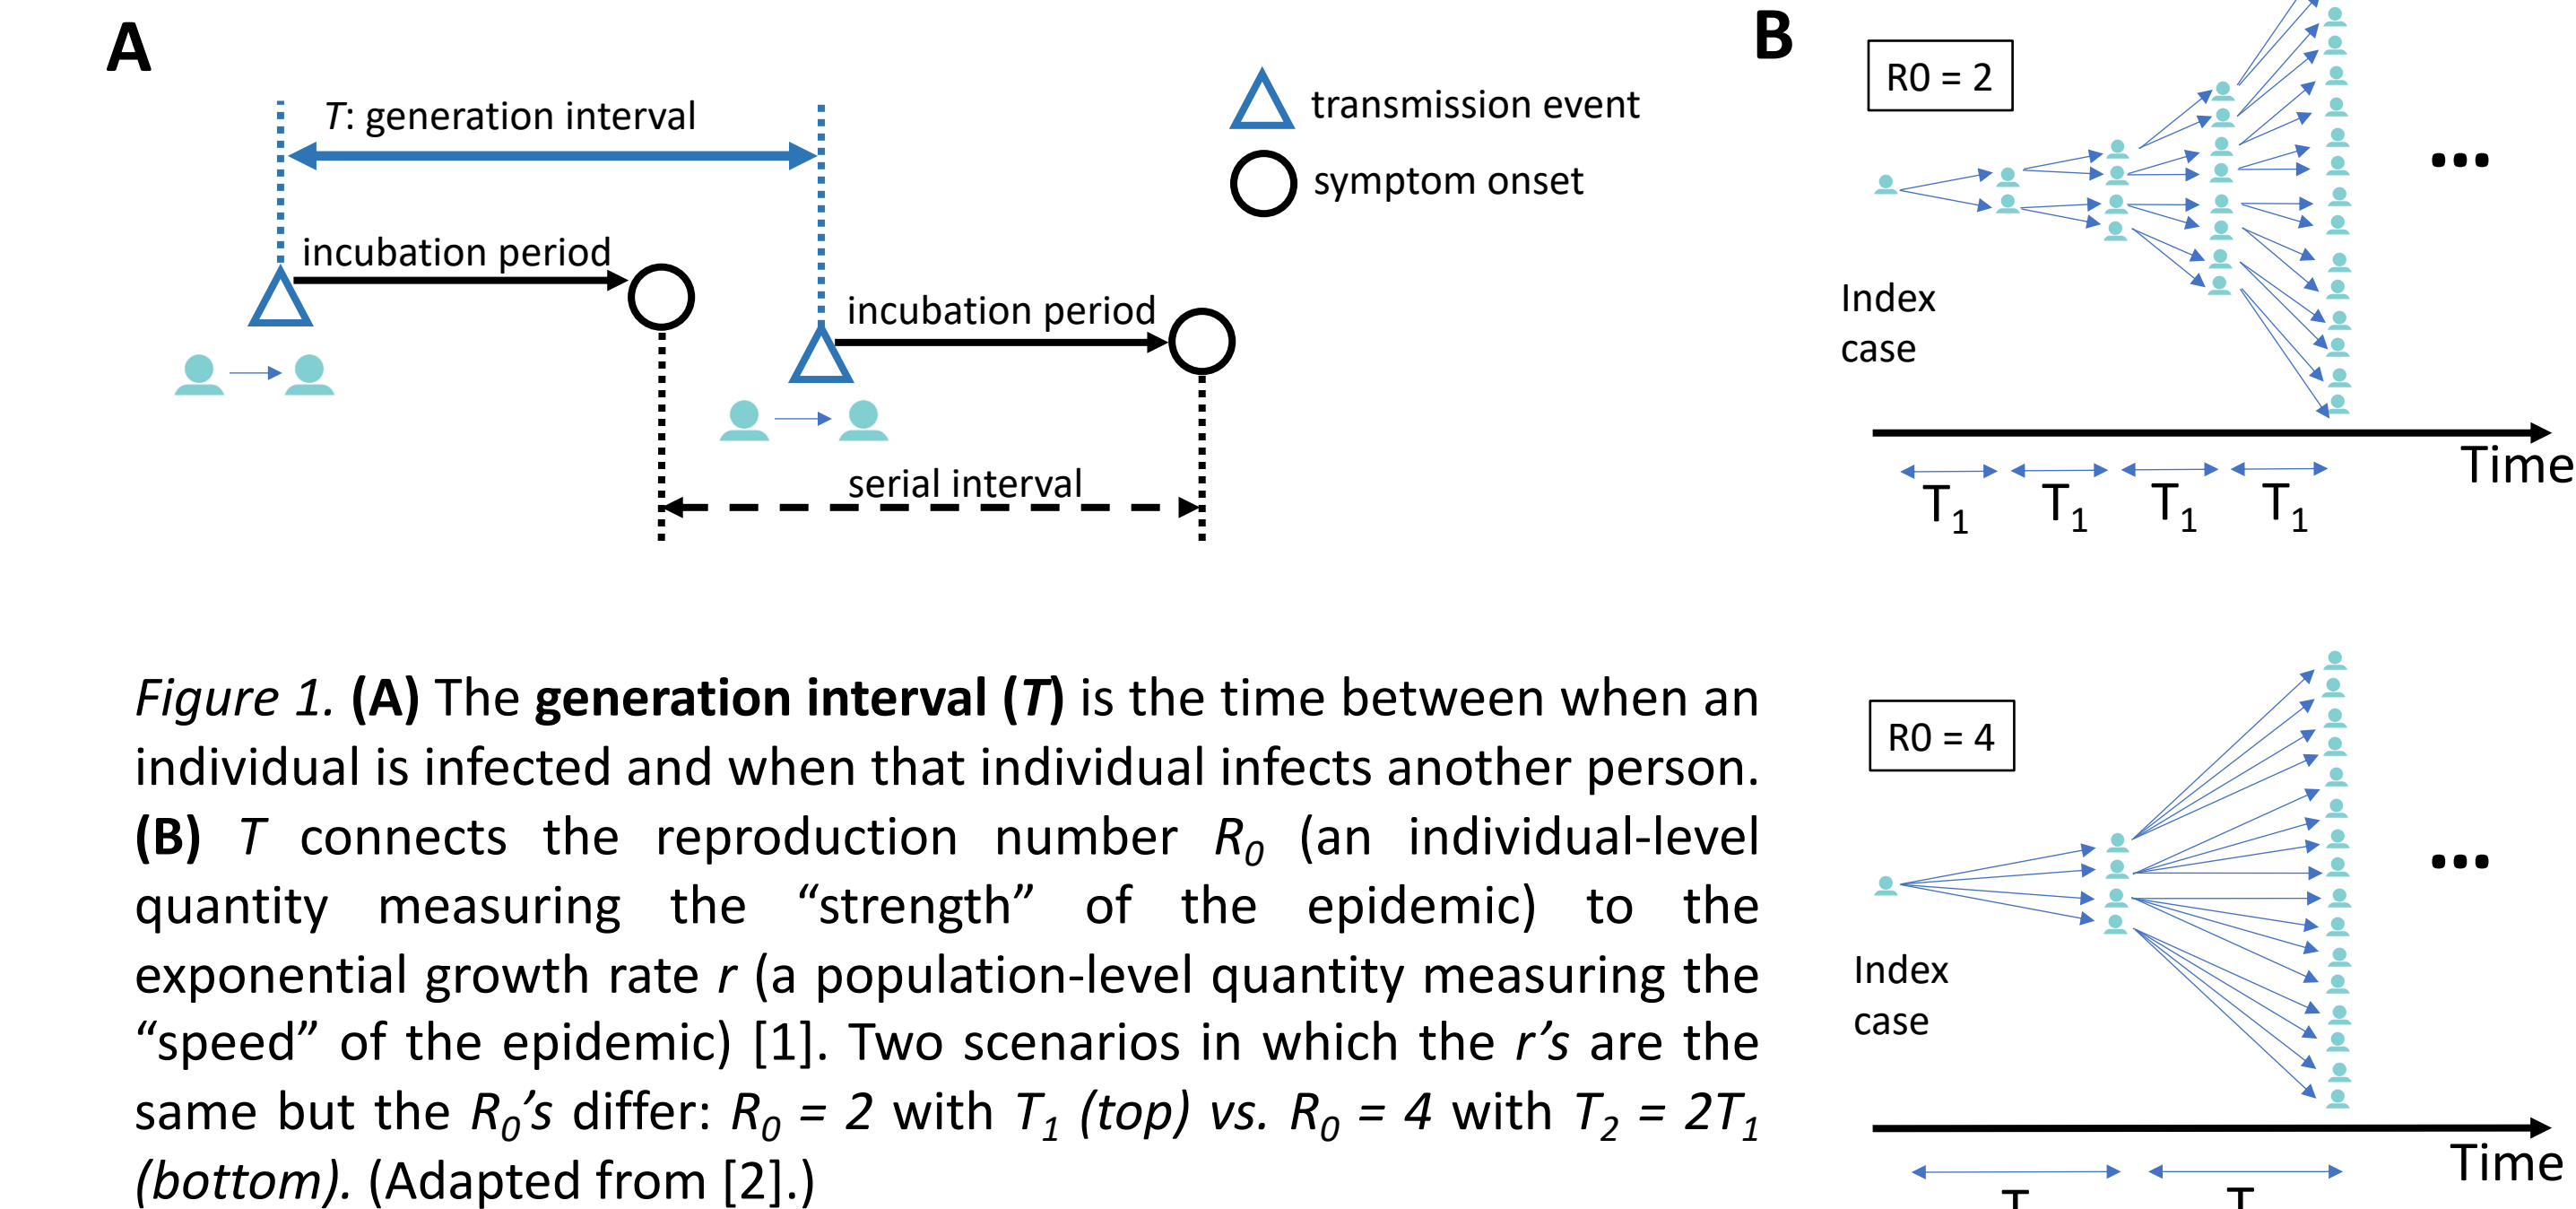 A
T: generation interval
incubation period
incubation period
serial interval
transmission event
symptom onset
B
R0 = 2
Index
case
...
Time
T1 T1 T1 T1
R0 = 4
Index
case
...
Time
T T
Figure 1. (A) The generation interval (T) is the time between when an
individual is infected and when that individual infects another person.
(B) T connects the reproduction number R0 (an individual-level
quantity measuring the “strength” of the epidemic) to the
exponential growth rate r (a population-level quantity measuring the
“speed” of the epidemic) [1]. Two scenarios in which the r’s are the
same but the R0’s differ: R0 = 2 with T1 (top) vs. R0 = 4 with T2 = 2T1
(bottom). (Adapted from [2].)